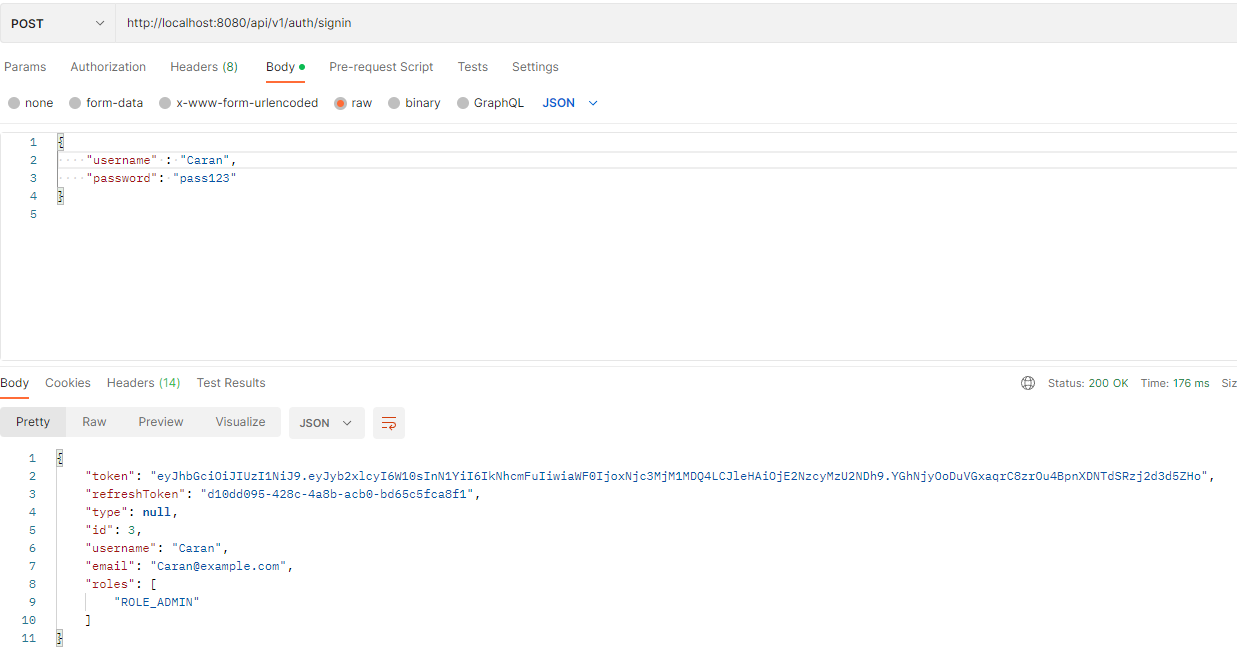 POST http://localhost:8080/api/v1/auth/signin
Params Authorization Headers (8) Body Pre-request Script Tests Settings
none form-data x-www-form-urlencoded raw binary GraphQL JSON
1 {
2 "username" : "Caran",
3 "password": "pass123"
4 }
5
Body Cookies Headers (14) Test Results Status: 200 OK Time: 176 ms Siz
Pretty Raw Preview Visualize JSON
1 {
2 "token": "eyJhbGciOiJIUzI1NiJ9.eyJyb2xlcyI6W10sInN1YiI6IkNhcmFuIiwiaWF0IjoxNjc3MjM1MDQ4LCJleHAiOjE2NzcyMzU2NDh9.YGhNjyOoDuVGxaqrC8zrOu4BpnXDNTdSRzj2d3d5ZHo",
3 "refreshToken": "d10dd095-428c-4a8b-acb0-bd65c5fca8f1",
4 "type": null,
5 "id": 3,
6 "username": "Caran",
7 "email": "Caran@example.com",
8 "roles": [
9 "ROLE_ADMIN"
10 ]
11 }